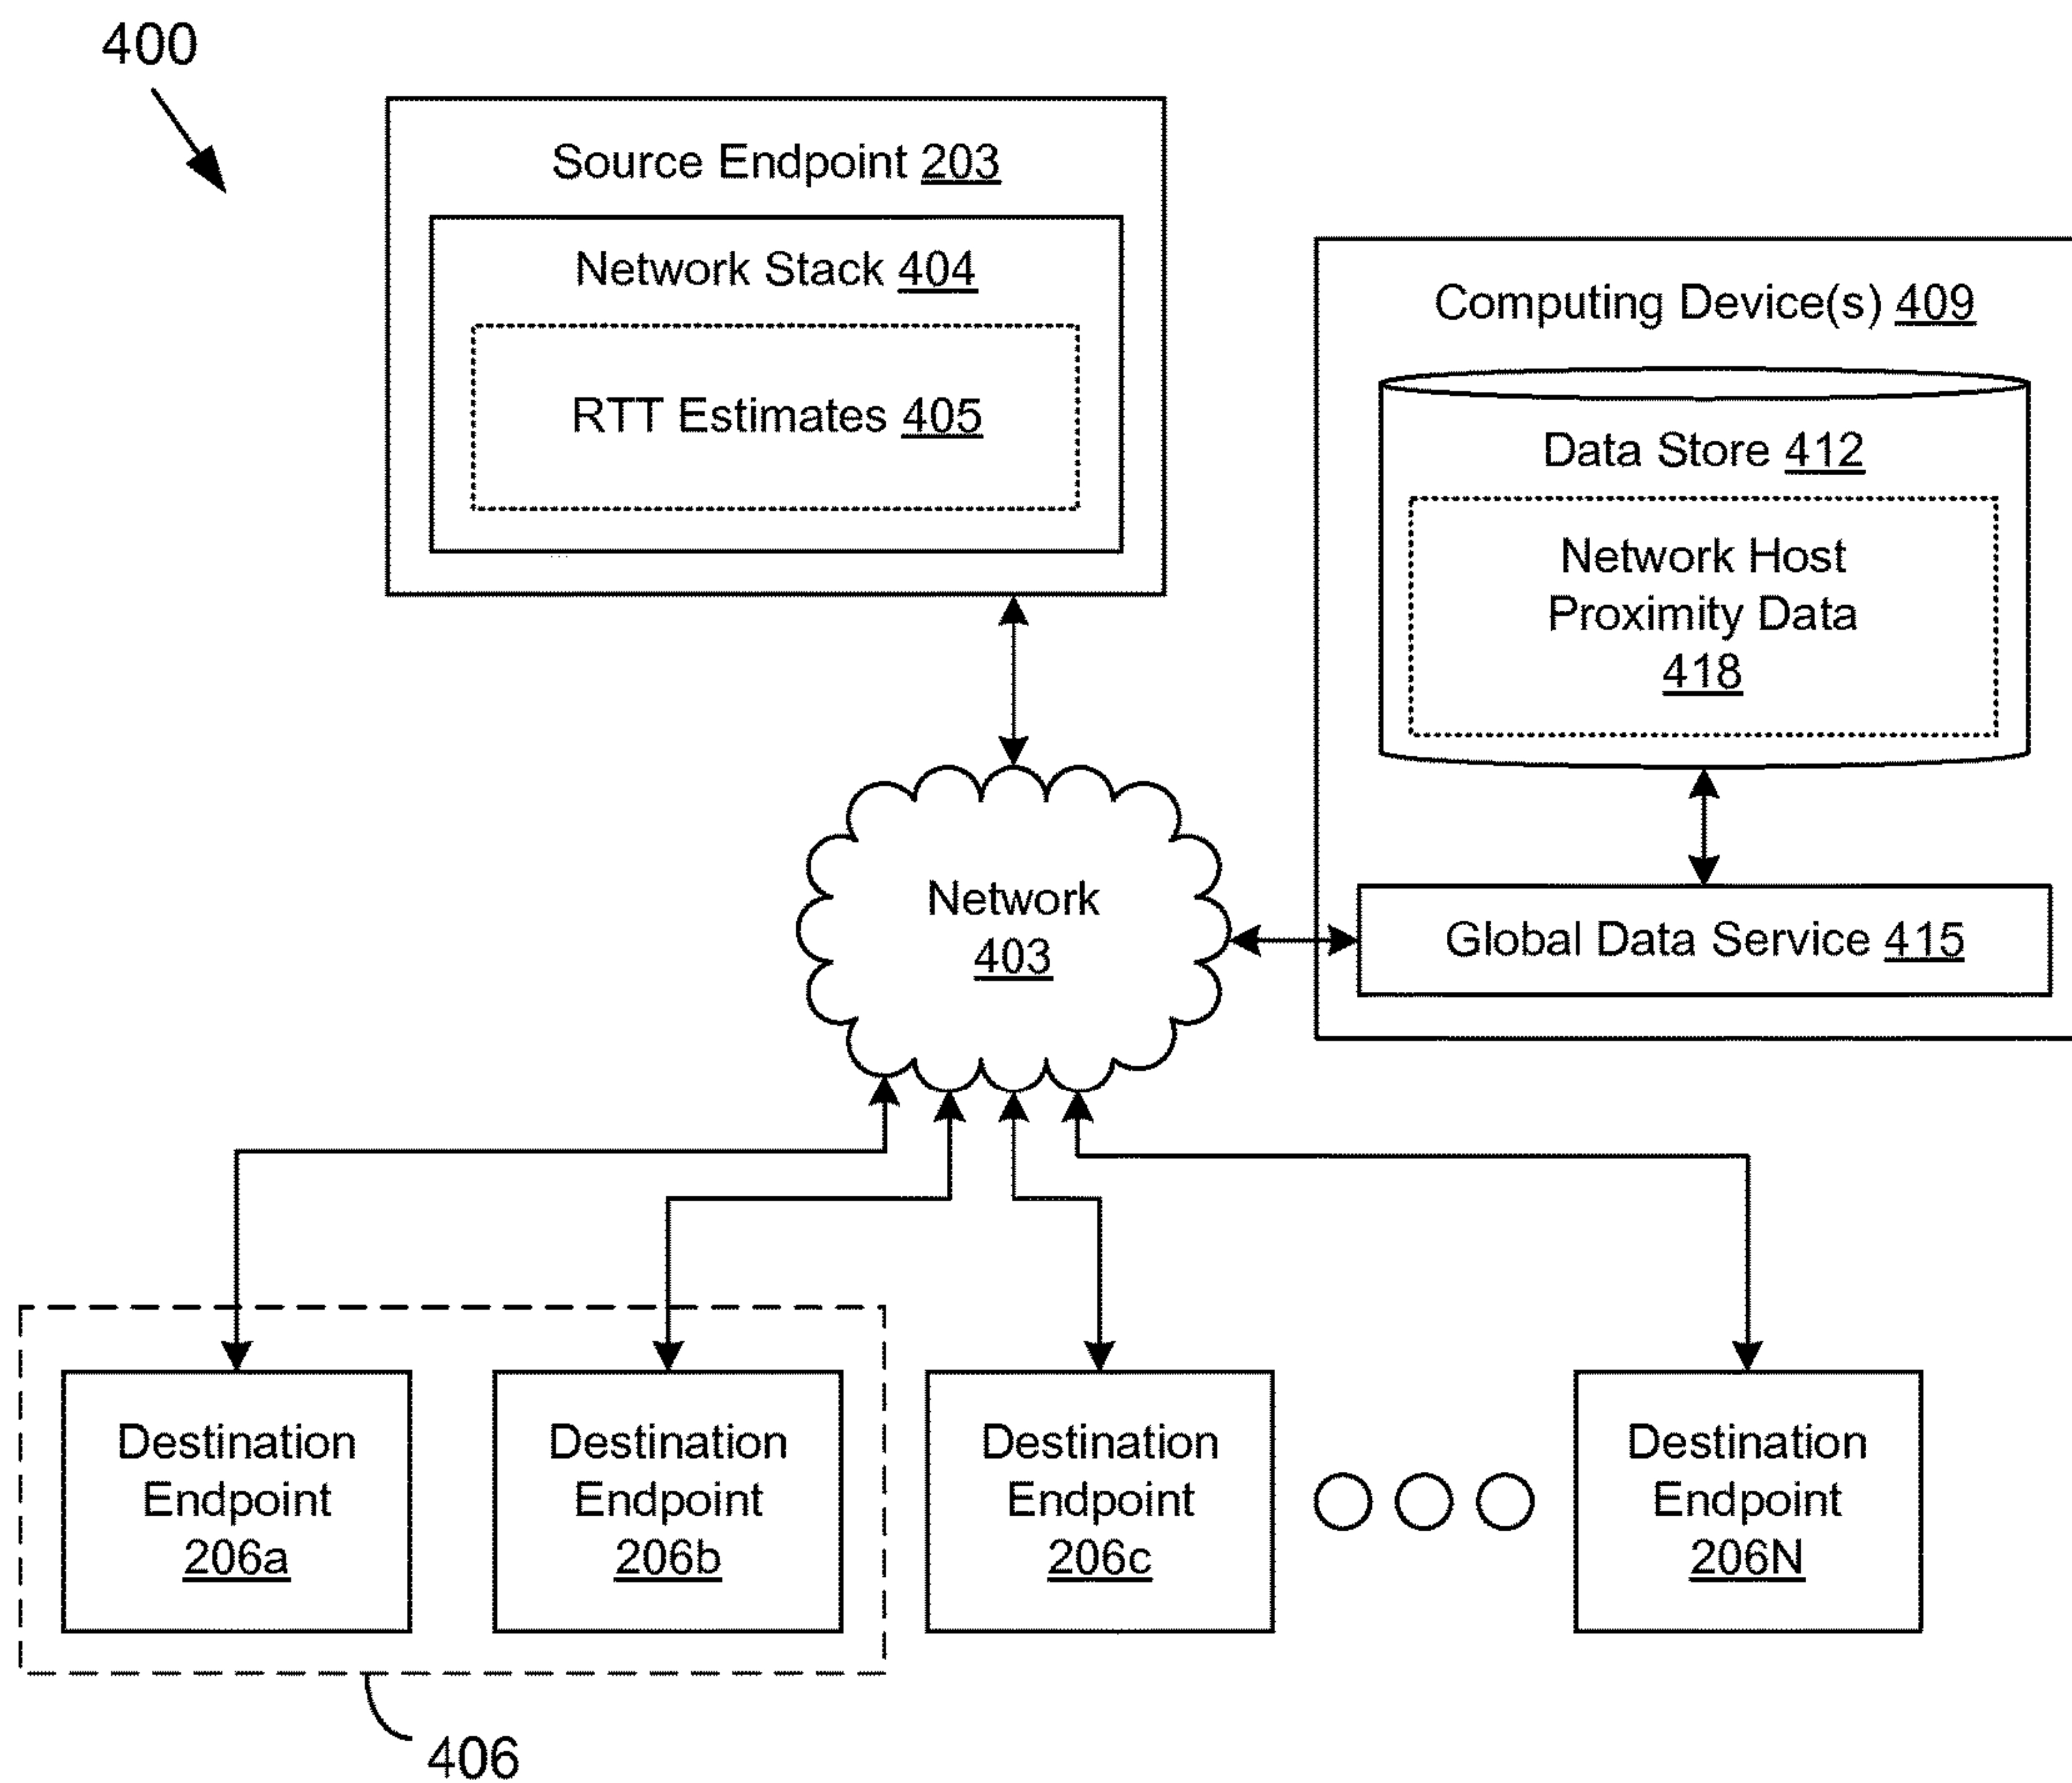 400
Source Endpoint 203
Network Stack 404
RTT Estimates 405
Computing Device(s) 409
Data Store 412
Network Host
Proximity Data
418
Network
403
Global Data Service 415
Destination
Endpoint
206a
Destination
Endpoint
206b
Destination
Endpoint
206c
Destination
Endpoint
206N
406